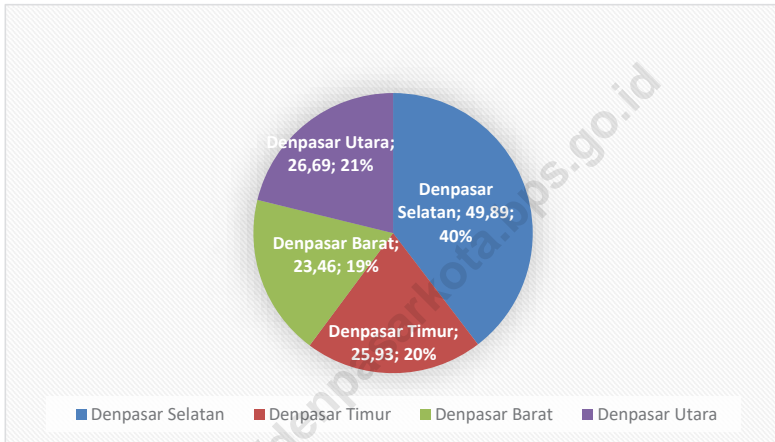 Denpasar Utara;
26,69; 21%
Denpasar
Selatan; 49,89;
40%
Denpasar Barat;
23,46; 19%
Denpasar Timur;
25,93; 20%
Denpasar Selatan
Denpasar Timur
Denpasar Barat
Denpasar Utara
/denpasarkota.bps.go.id